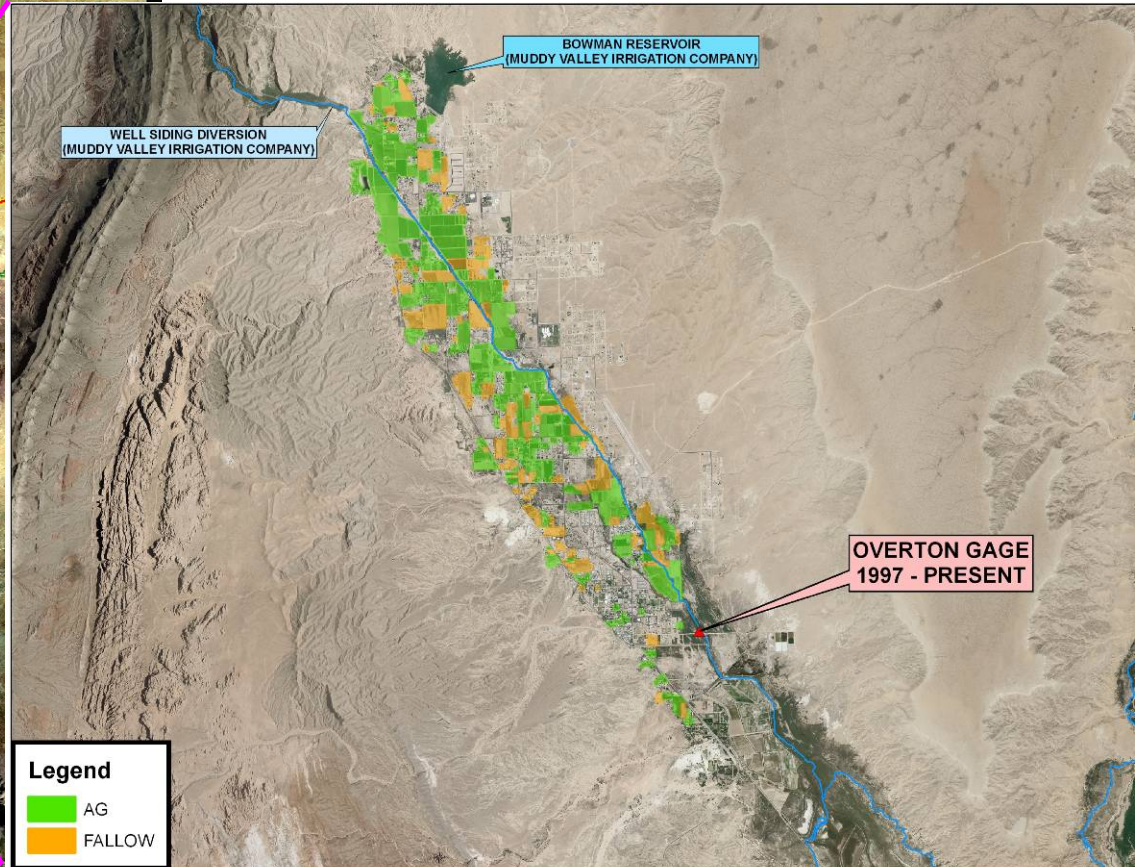 BOWMAN RESERVOIR
(MUDDY VALLEY IRRIGATION COMPANY)
WELL SIDING DIVERSION
(MUDDY VALLEY IRRIGATION COMPANY)
OVERTON GAGE
1997 - PRESENT
Legend
AG
FALLOW